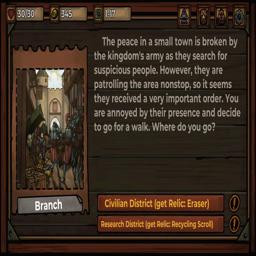 30/30 345 1-17
The peace in a small town is broken by
the kingdom's army as they search for
suspicious people. However, they are
patrolling the area nonstop, so it seems
they received a very important order. You
are annoyed by their presence and decide
to go for a walk. Where do you go?
Branch
Civilian District (get Relic: Eraser)
Research District (get Relic: Recycling Scroll)